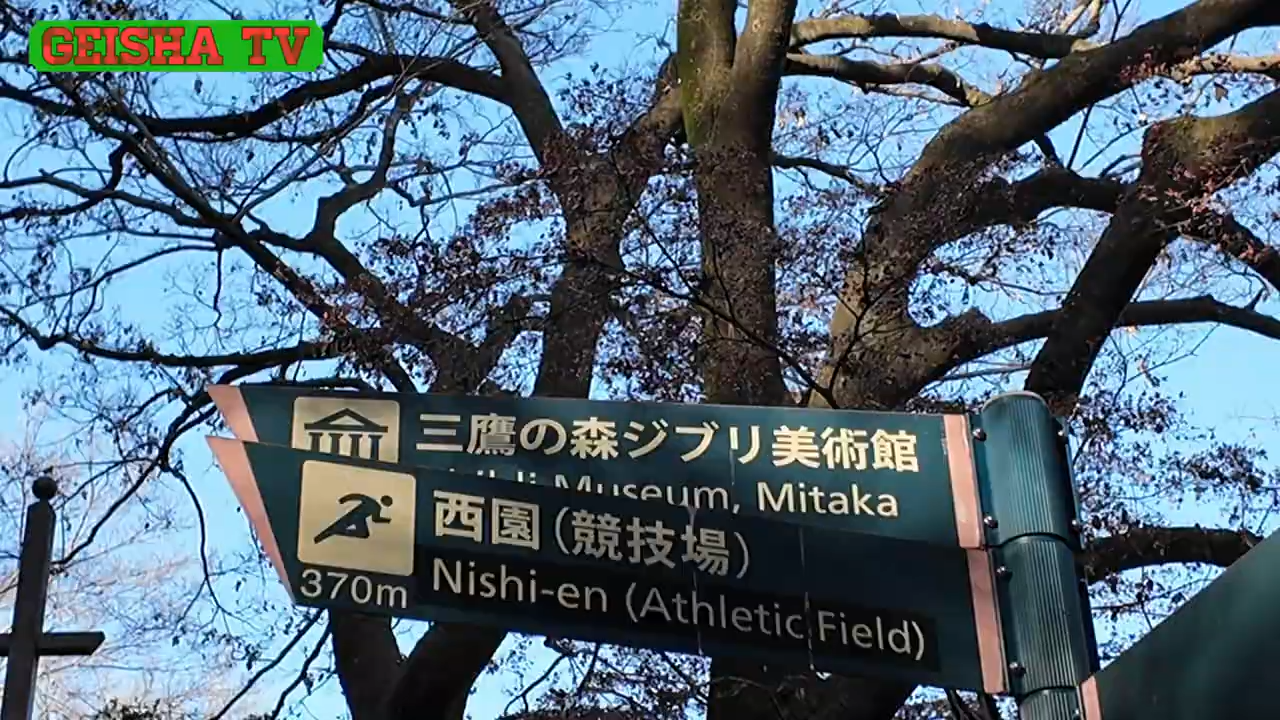 GEISHA TV
三鷹の森ジブリ美術館
Museum, Mitaka
西園(競技場)
370m
Nishi-en (Athletic Field)